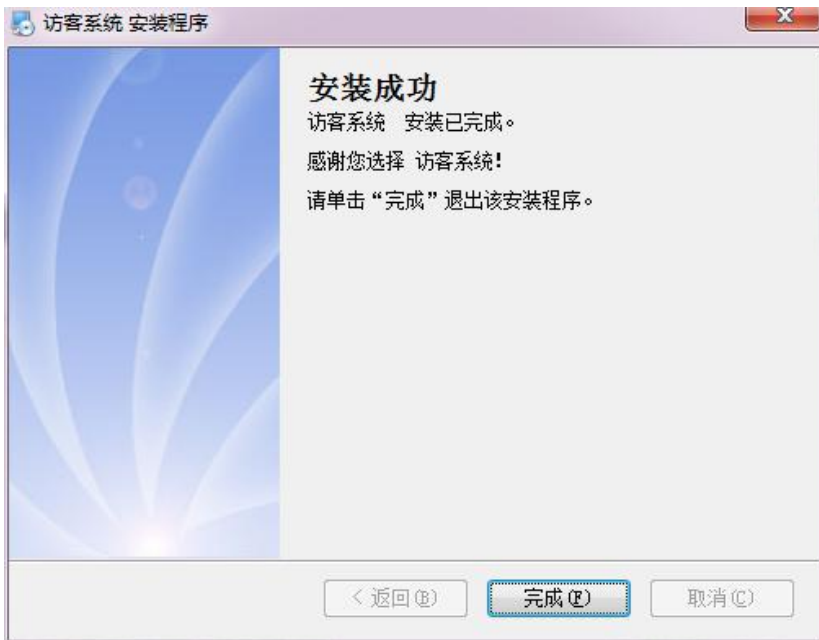 访客系统 安装程序
安装成功
访客系统 安装已完成。
感谢您选择 访客系统!
请单击“完成”退出该安装程序。
< 返回(B)
完成(F)
取消(C)